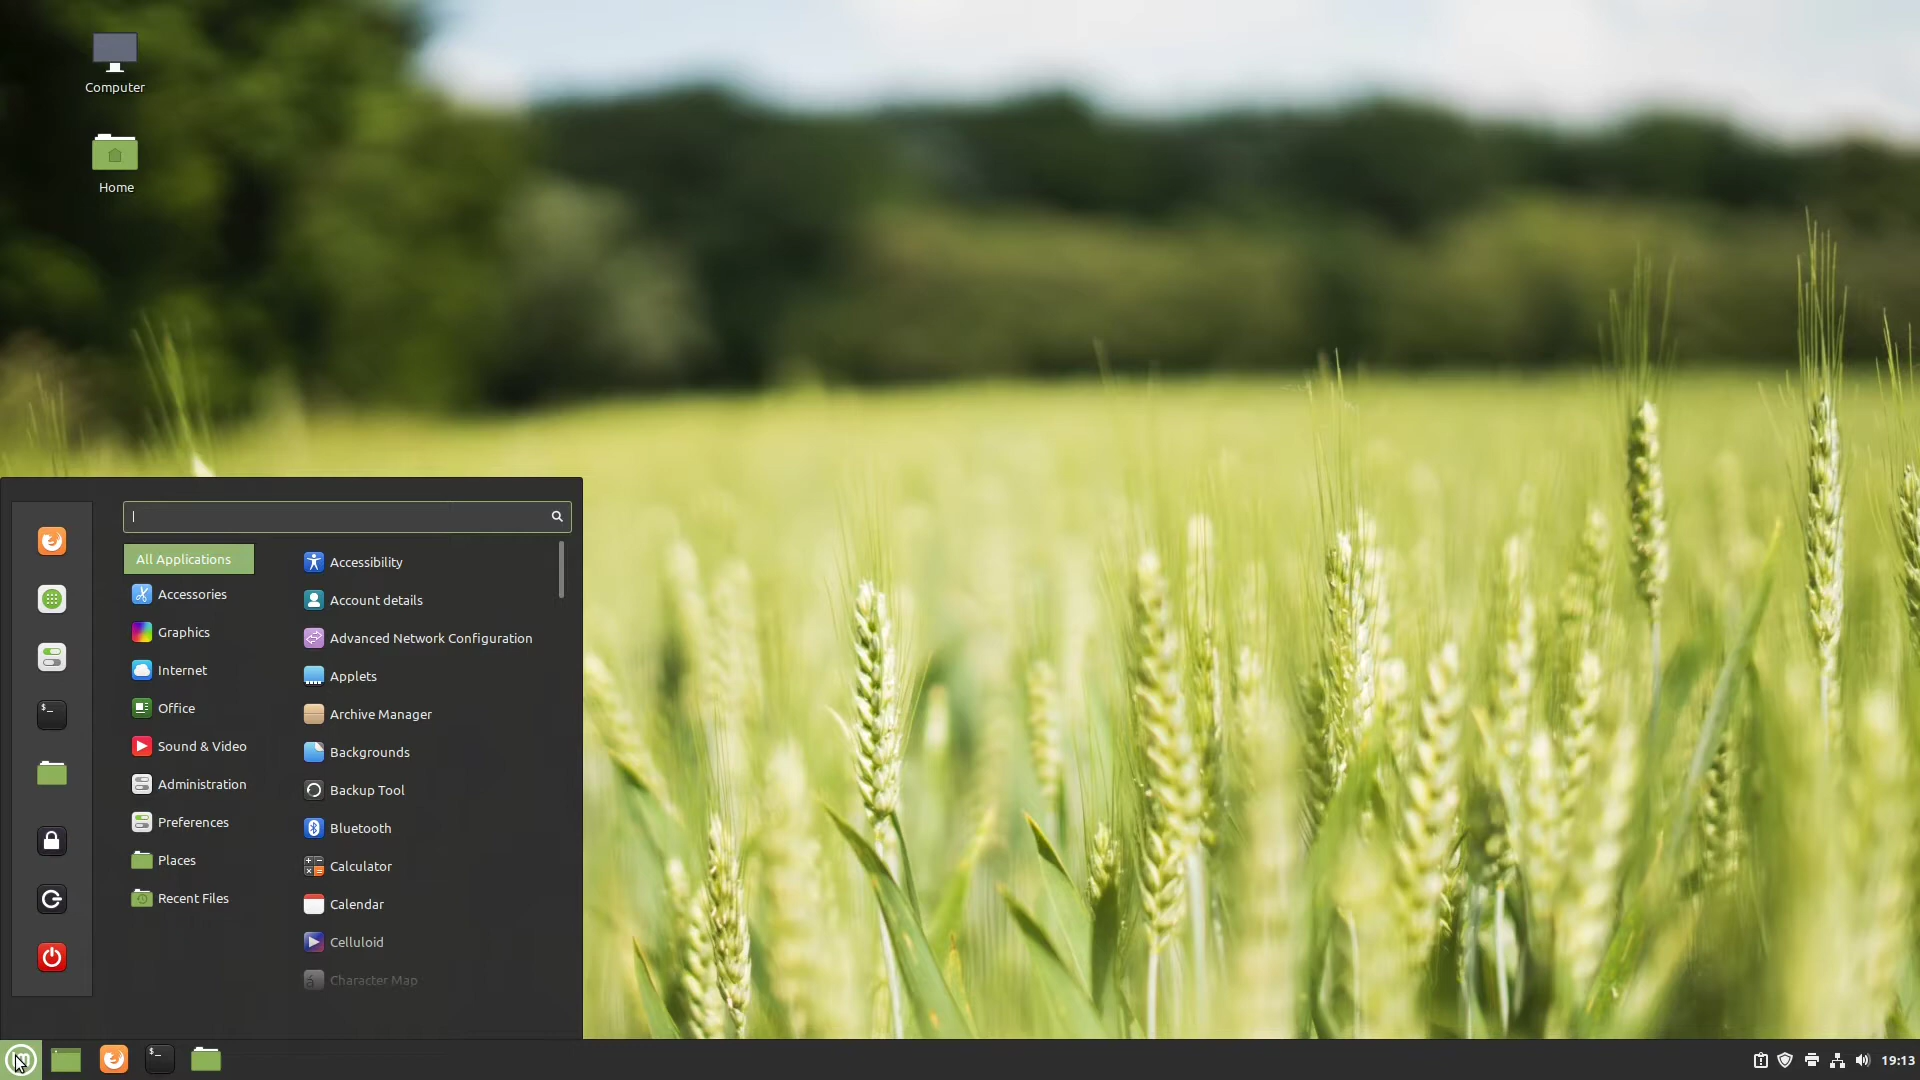 Computer
Home
All Applications
Accessories
Graphics
Internet
Office
Sound & Video
Administration
Preferences
Places
Recent Files
Accessibility
Account details
Advanced Network Configuration
Applets
Archive Manager
Backgrounds
Backup Tool
Bluetooth
Calculator
Calendar
Celluloid
Character Map
19:13